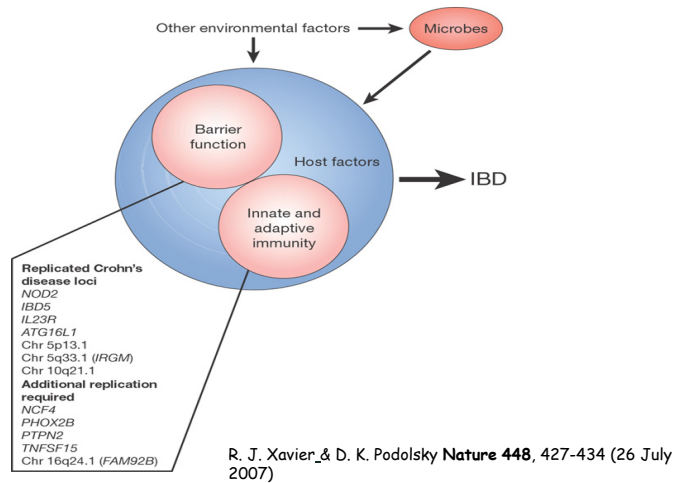 Other environmental factors
Microbes
Barrier
function
Host factors
IBD
Innate and
adaptive
immunity
Replicated Crohn's
disease loci
NOD2
IBD5
IL23R
ATG16L1
Chr 5p13.1
Chr 5q33.1 (IRGM)
Chr 10q21.1
Additional replication
required
NCF4
PHOX2B
PTPN2
TNFSF15
Chr 16q24.1 (FAM92B)
R. J. Xavier & D. K. Podolsky Nature 448, 427-434 (26 July
2007)